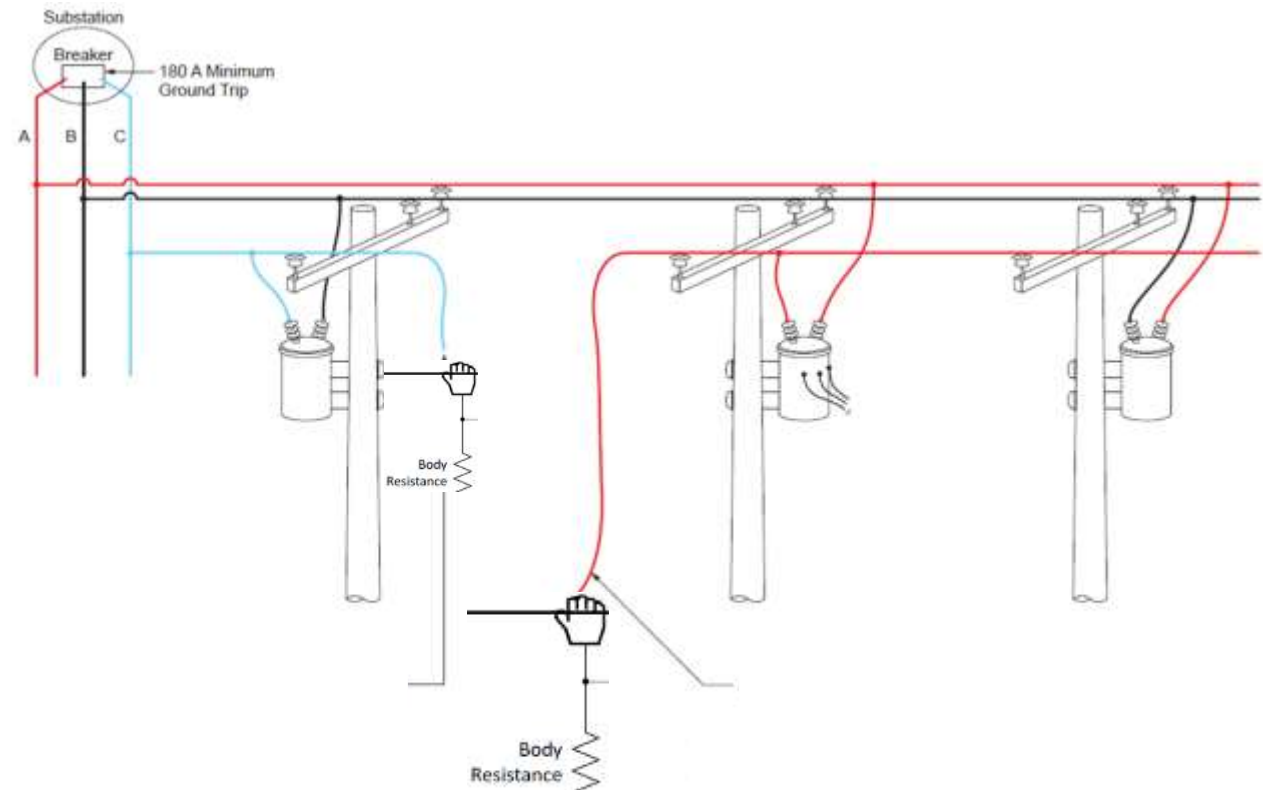 Substation
Breaker
180 A Minimum
Ground Trip
A B C
Body
Resistance
Body
Resistance